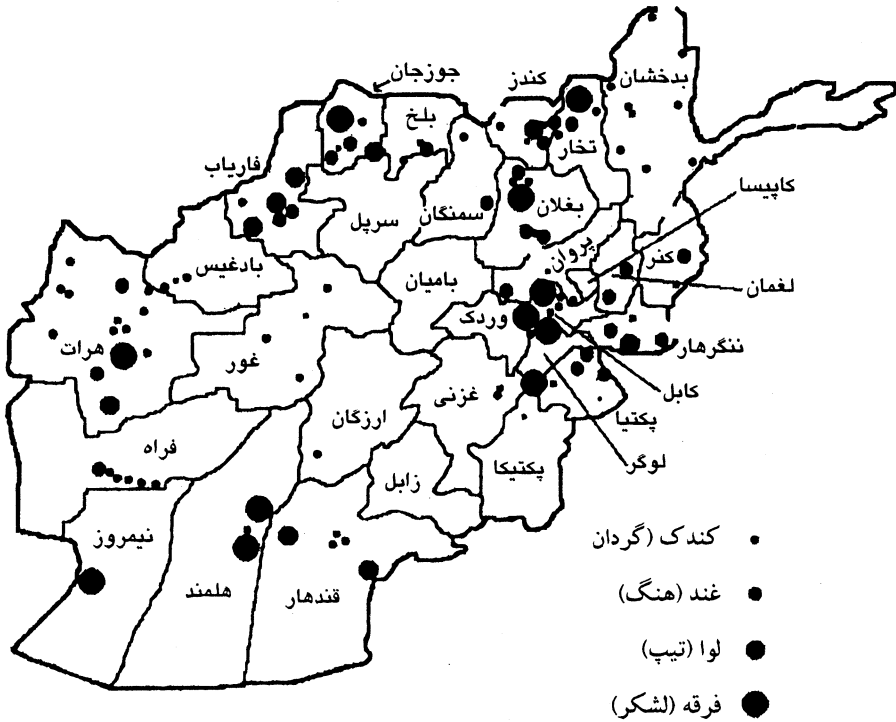 جوزجان
کندز
بدخشان
بلخ
تخار
فاریاب
کاپیسا
سرپل
سمنگان
بغلان
پروان
کنر
بادغیس
بامیان
لغمان
وردک
هرات
غور
ننگرهار
کابل
غزنی
ارزگان
پکتیا
فراه
لوگر
پکتیکا
زابل
نیمروز
هلمند
قندهار
کندک (گردان
غند (هنگ)
لوا (تیپ)
فرقه (لشکر)